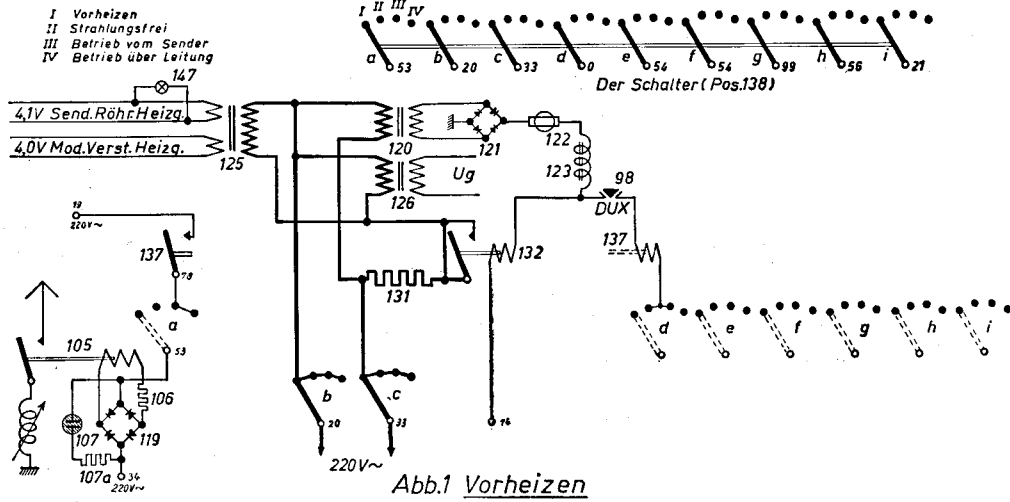 I Vorheizen
II Strahlungsfrei
III Betrieb vom Sender
IV Betrieb über Leitung
I II III IV
a b c d e f g h i
53 20 33 0 54 54 99 56 21
Der Schalter (Pos.138)
147
4,1V Send.Röhr.Heizg.
4,0V Mod.Verst.Heizg.
125
120
121
122
123
126
Ug
98
DUX
19
220V~
137
78
132
137
131
a
53
105
106
107
119
107a
34
220V~
b
c
20
33
16
220V~
d e f g h i
Abb.1 Vorheizen